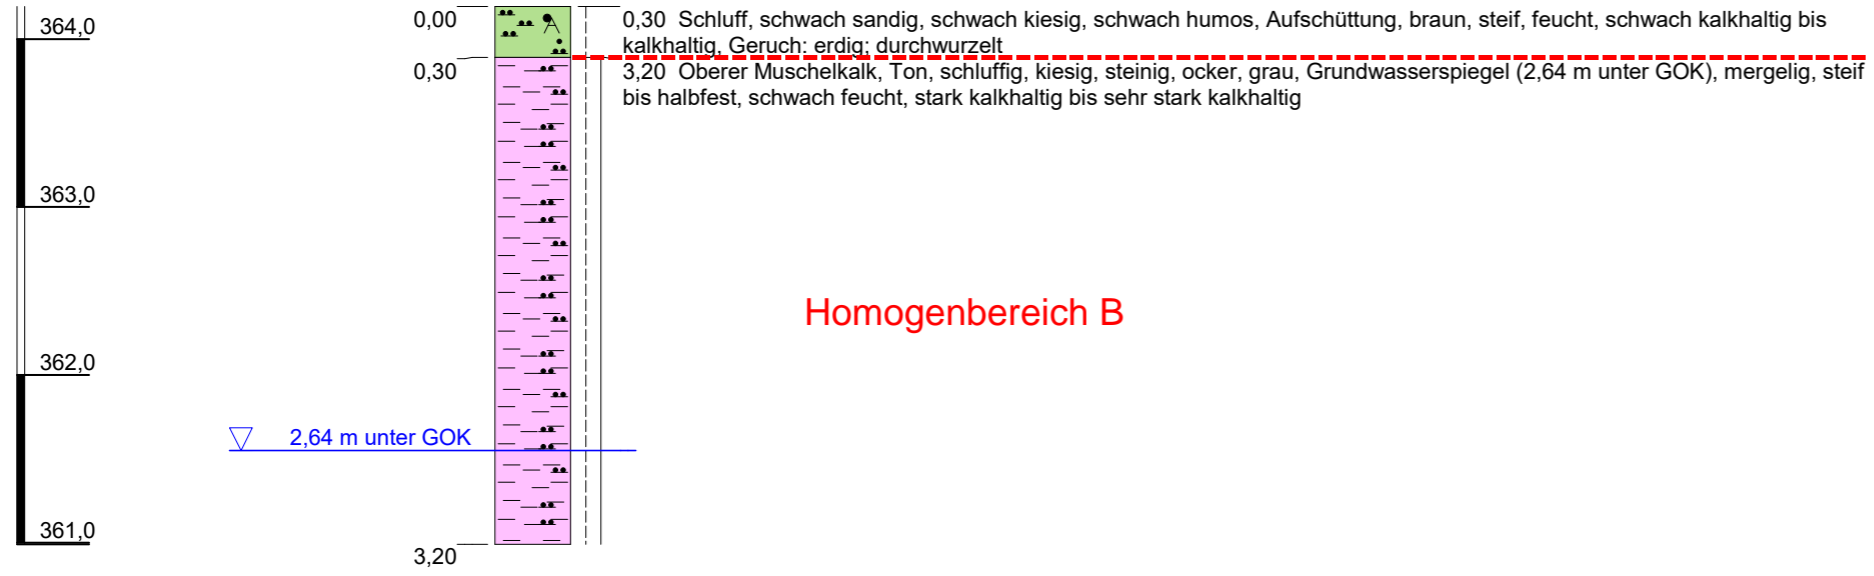 364,0
0,00
0,30 Schluff, schwach sandig, schwach kiesig, schwach humos, Aufschüttung, braun, steif, feucht, schwach kalkhaltig bis
kalkhaltig, Geruch: erdig; durchwurzelt
A
0,30
3,20 Oberer Muschelkalk, Ton, schluffig, kiesig, steinig, ocker, grau, Grundwasserspiegel (2,64 m unter GOK), mergelig, steif
bis halbfest, schwach feucht, stark kalkhaltig bis sehr stark kalkhaltig
363,0
Homogenbereich B
362,0
2,64 m unter GOK
361,0
3,20